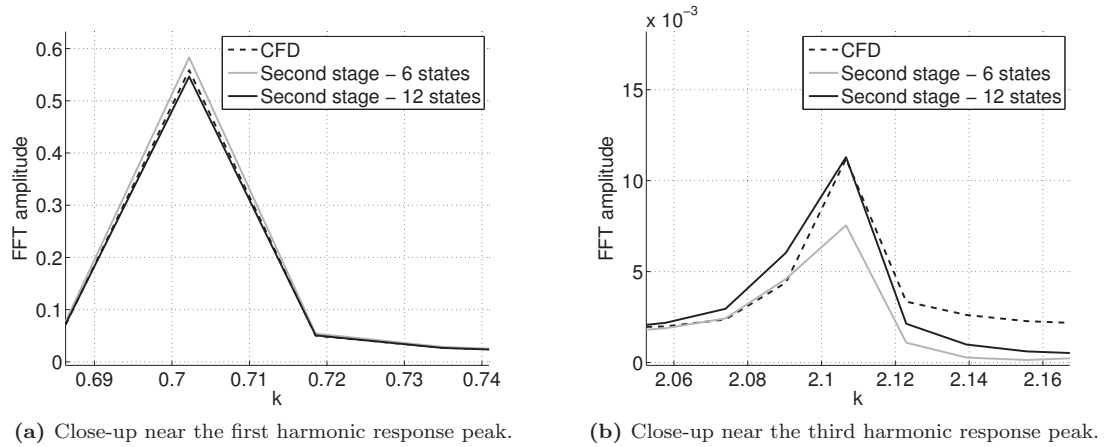 0.6
0.5
0.4
0.3
0.2
0.1
0
FFT amplitude
0.69
0.7
0.71
0.72
0.73
0.74
k
CFD
Second stage − 6 states
Second stage − 12 states
(a) Close-up near the first harmonic response peak.
x 10⁻³
15
10
5
0
FFT amplitude
2.06
2.08
2.1
2.12
2.14
2.16
k
CFD
Second stage − 6 states
Second stage − 12 states
(b) Close-up near the third harmonic response peak.